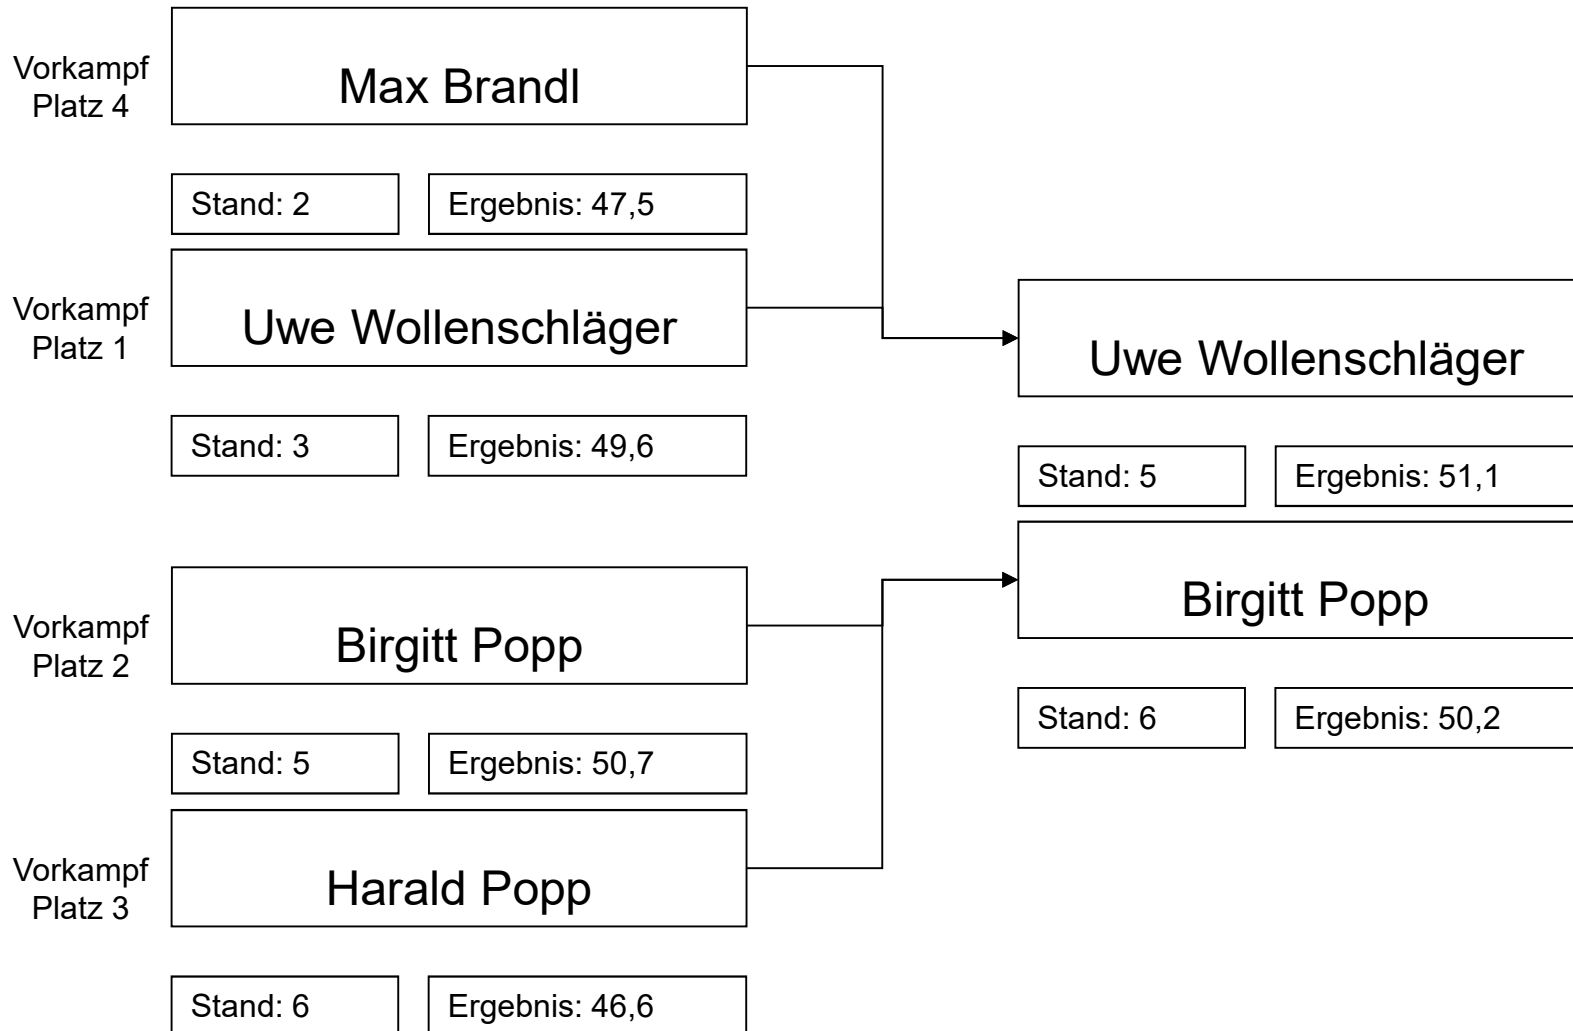 Vorkampf
Platz 4
Max Brandl
Stand: 2
Ergebnis: 47,5
Vorkampf
Platz 1
Uwe Wollenschläger
Stand: 3
Ergebnis: 49,6
Uwe Wollenschläger
Stand: 5
Ergebnis: 51,1
Vorkampf
Platz 2
Birgitt Popp
Stand: 5
Ergebnis: 50,7
Birgitt Popp
Stand: 6
Ergebnis: 50,2
Vorkampf
Platz 3
Harald Popp
Stand: 6
Ergebnis: 46,6